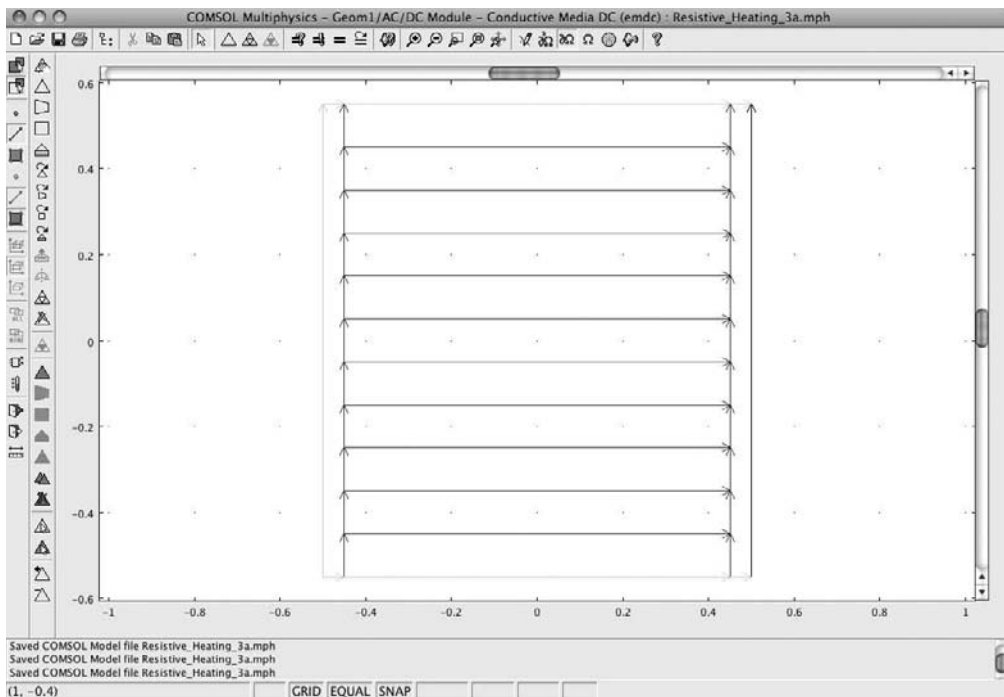 COMSOL Multiphysics – Geom1/AC/DC Module – Conductive Media DC (emdc) : Resistive_Heating_3a.mph
0.6
0.4
0.2
0
-0.2
-0.4
-0.6
-1 -0.8 -0.6 -0.4 -0.2 0 0.2 0.4 0.6 0.8 1
Saved COMSOL Model file Resistive_Heating_3a.mph
Saved COMSOL Model file Resistive_Heating_3a.mph
Saved COMSOL Model file Resistive_Heating_3a.mph
(1, -0.4) GRID EQUAL SNAP